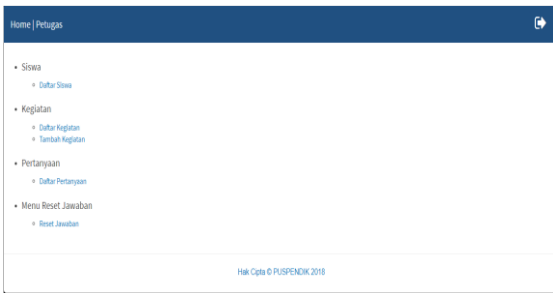 Home | Petugas
Siswa
Daftar Siswa
Kegiatan
Daftar Kegiatan
Tambah Kegiatan
Pertanyaan
Daftar Pertanyaan
Menu Reset Jawaban
Reset Jawaban
Hak Cipta © PUSPENDIK 2018